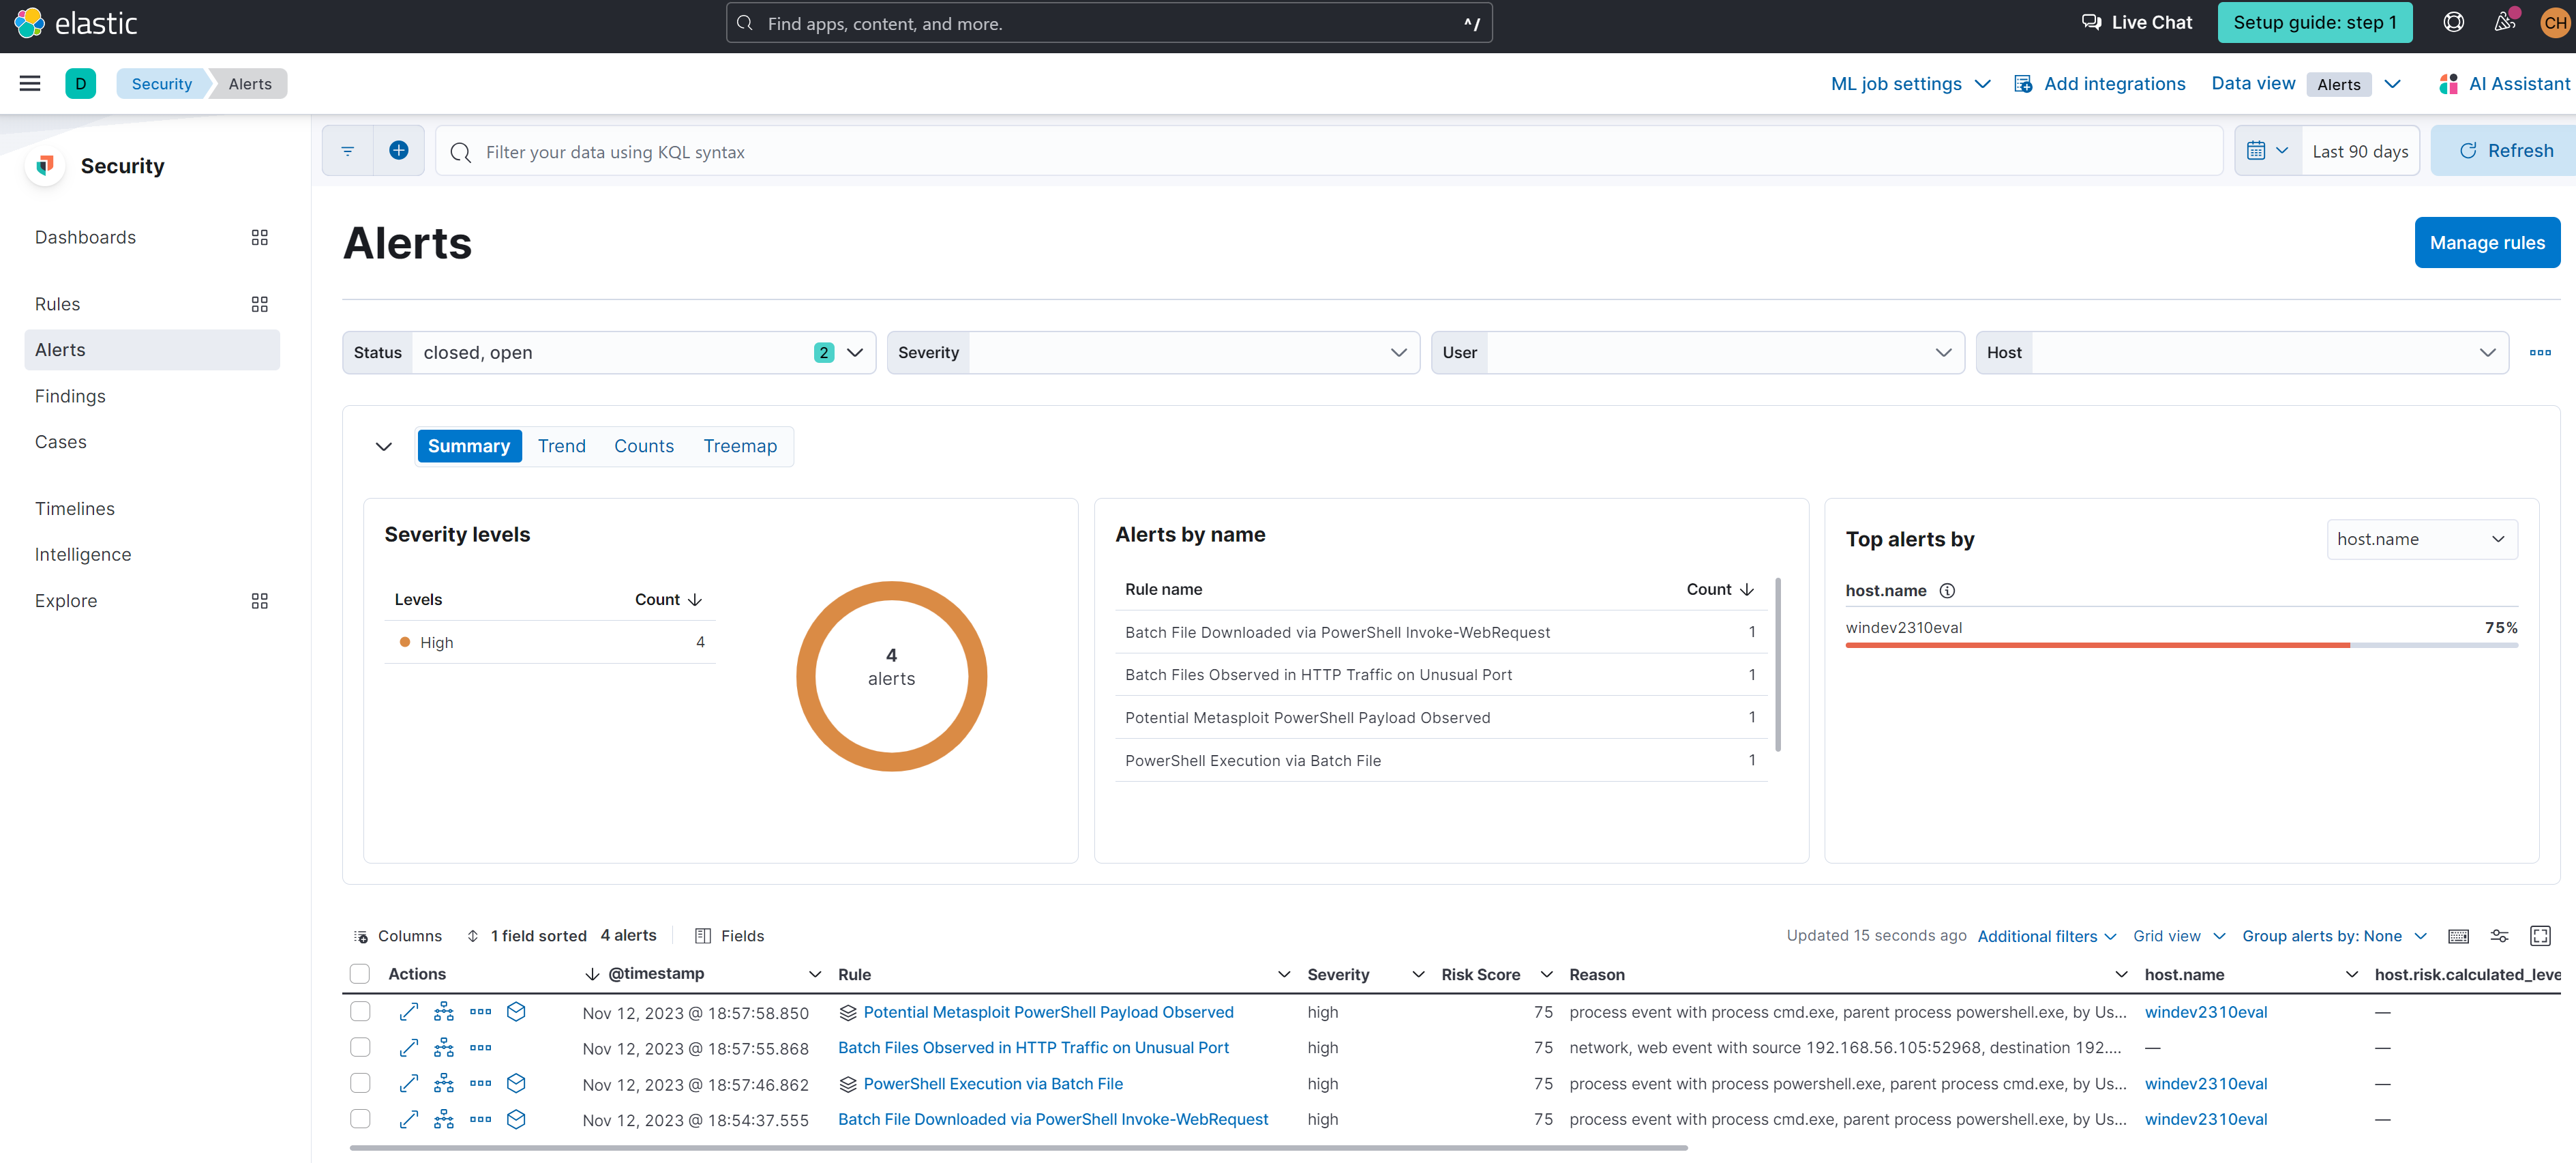 elastic
Find apps, content, and more.
^/
Live Chat
Setup guide: step 1
CH
D
Security
Alerts
ML job settings
Add integrations
Data view
Alerts
AI Assistant
Security
Dashboards
Rules
Alerts
Findings
Cases
Timelines
Intelligence
Explore
Filter your data using KQL syntax
Last 90 days
Refresh
Alerts
Manage rules
Status closed, open 2
Severity
User
Host
Summary Trend Counts Treemap
Severity levels
Levels Count
High 4
4
alerts
Alerts by name
Rule name Count
Batch File Downloaded via PowerShell Invoke-WebRequest 1
Batch Files Observed in HTTP Traffic on Unusual Port 1
Potential Metasploit PowerShell Payload Observed 1
PowerShell Execution via Batch File 1
Top alerts by host.name
host.name
windev2310eval 75%
Columns 1 field sorted 4 alerts Fields
Updated 15 seconds ago Additional filters Grid view Group alerts by: None
Actions @timestamp Rule Severity Risk Score Reason host.name host.risk.calculated_leve
Nov 12, 2023 @ 18:57:58.850 Potential Metasploit PowerShell Payload Observed high 75 process event with process cmd.exe, parent process powershell.exe, by Us... windev2310eval —
Nov 12, 2023 @ 18:57:55.868 Batch Files Observed in HTTP Traffic on Unusual Port high 75 network, web event with source 192.168.56.105:52968, destination 192.... — —
Nov 12, 2023 @ 18:57:46.862 PowerShell Execution via Batch File high 75 process event with process powershell.exe, parent process cmd.exe, by Us... windev2310eval —
Nov 12, 2023 @ 18:54:37.555 Batch File Downloaded via PowerShell Invoke-WebRequest high 75 process event with process cmd.exe, parent process powershell.exe, by Us... windev2310eval —